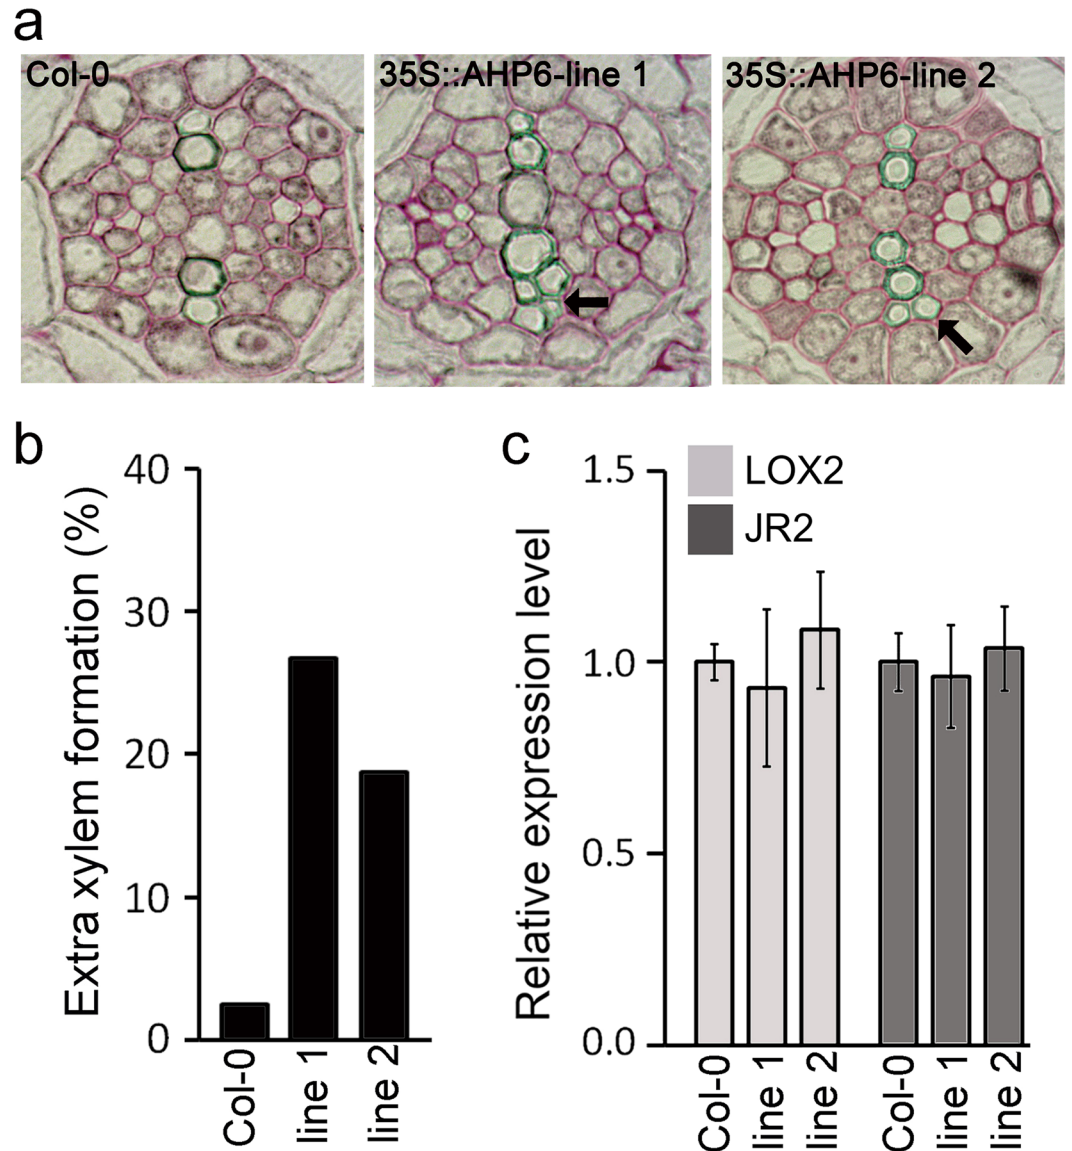 a
Col-0
35S::AHP6-line 1
35S::AHP6-line 2
b
Extra xylem formation (%)
40
30
20
10
0
Col-0
line 1
line 2
c
LOX2
JR2
Relative expression level
1.5
1.0
0.5
0.0
Col-0
line 1
line 2
Col-0
line 1
line 2